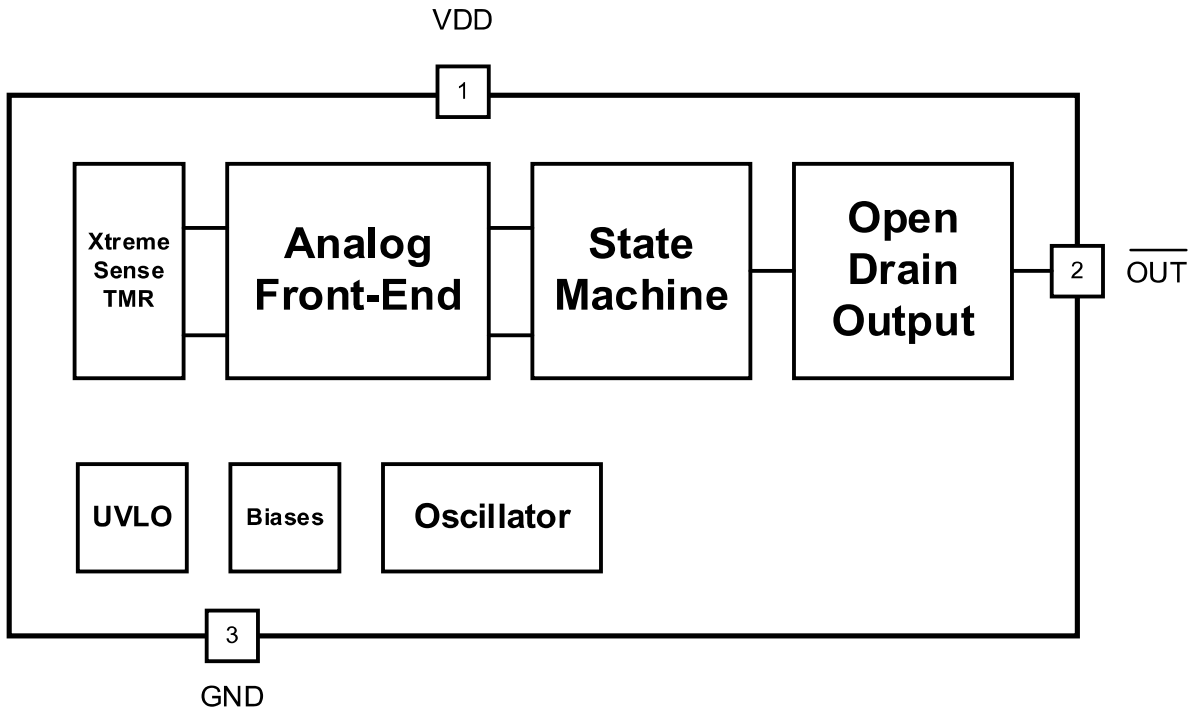 VDD
1
Xtreme
Sense
TMR
Analog
Front-End
State
Machine
Open
Drain
Output
2
O̅U̅T̅
UVLO
Biases
Oscillator
3
GND